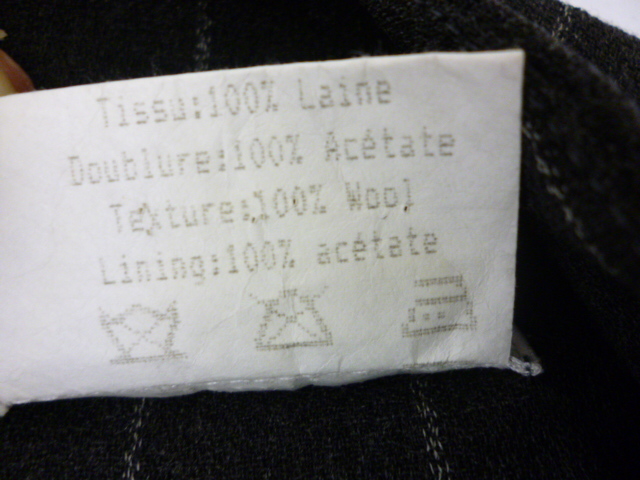 Tissu:100% Laine
Doublure:100% Acétate
Texture:100% Wool
Lining:100% acétate